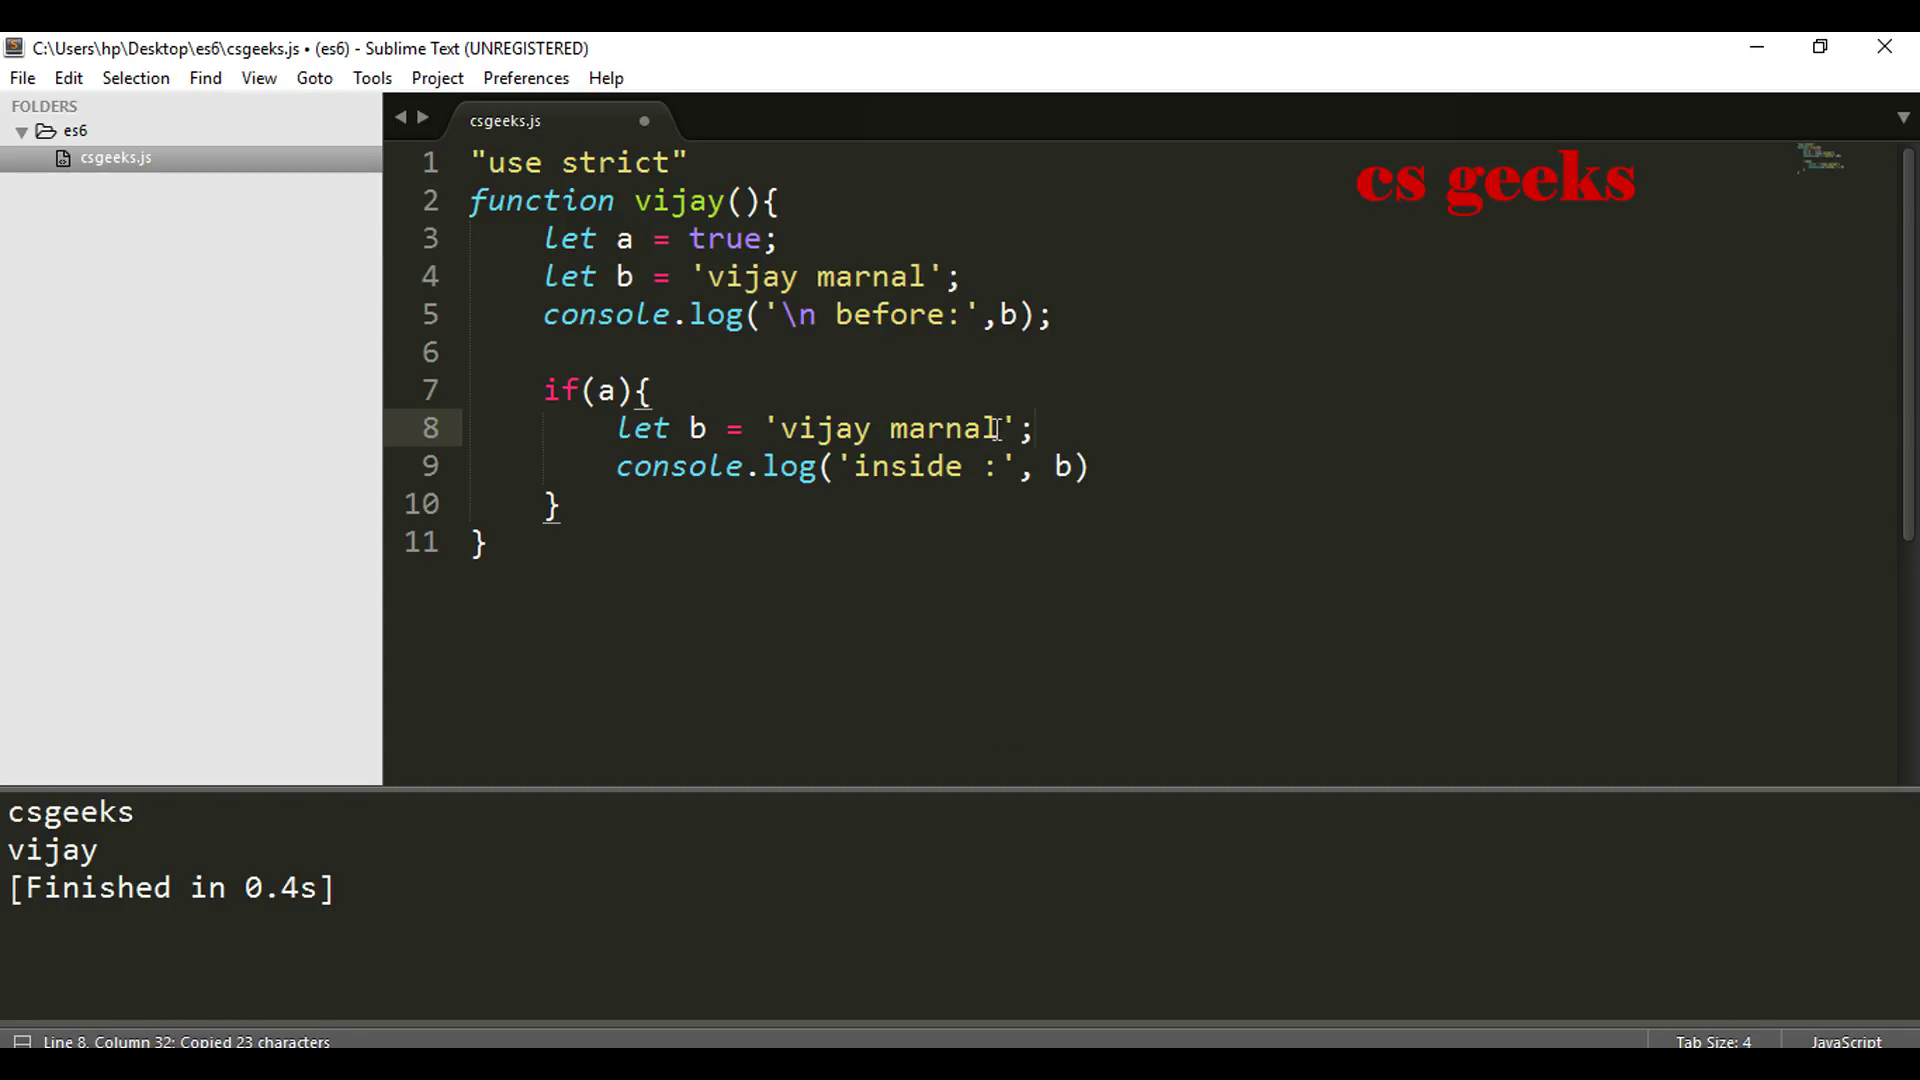 C:\Users\hp\Desktop\es6\csgeeks.js • (es6) - Sublime Text (UNREGISTERED)
File Edit Selection Find View Goto Tools Project Preferences Help
FOLDERS
es6
csgeeks.js
csgeeks.js
cs geeks
1 "use strict"
2 function vijay(){
3 let a = true;
4 let b = 'vijay marnal';
5 console.log('\n before:',b);
6
7 if(a){
8 let b = 'vijay marnal';
9 console.log('inside :', b)
10 }
11 }
csgeeks
vijay
[Finished in 0.4s]
Line 8, Column 32; Copied 23 characters
Tab Size: 4
JavaScript